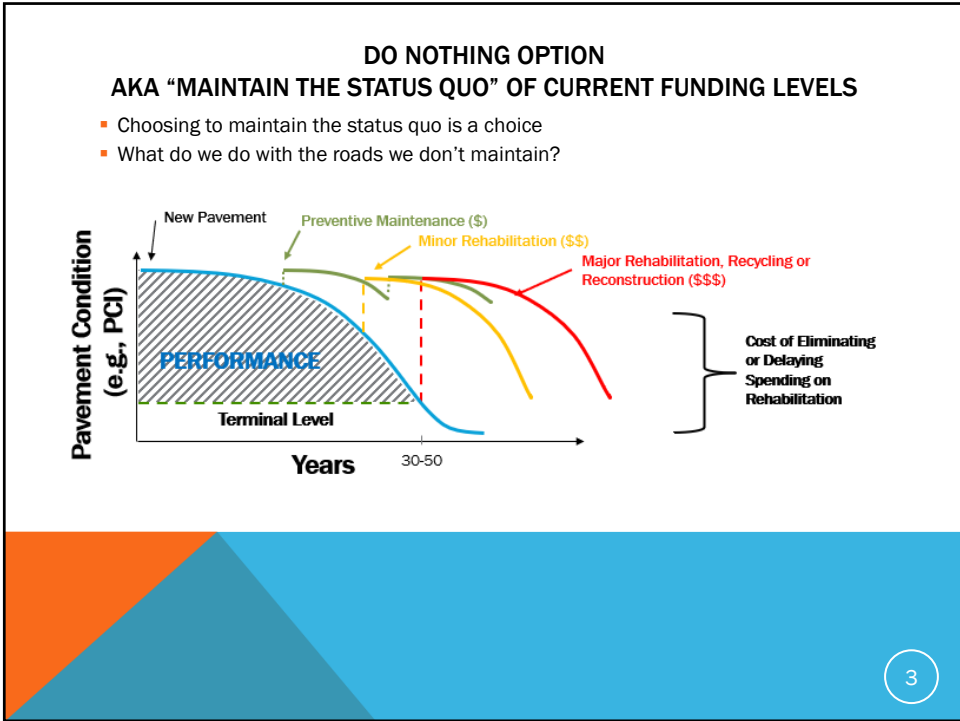 DO NOTHING OPTION
AKA “MAINTAIN THE STATUS QUO” OF CURRENT FUNDING LEVELS
▪ Choosing to maintain the status quo is a choice
▪ What do we do with the roads we don’t maintain?
New Pavement
Preventive Maintenance ($)
Minor Rehabilitation ($$)
Major Rehabilitation, Recycling or
Reconstruction ($$$)
Pavement Condition
(e.g., PCI)
PERFORMANCE
Terminal Level
Cost of Eliminating
or Delaying
Spending on
Rehabilitation
Years
30-50
3